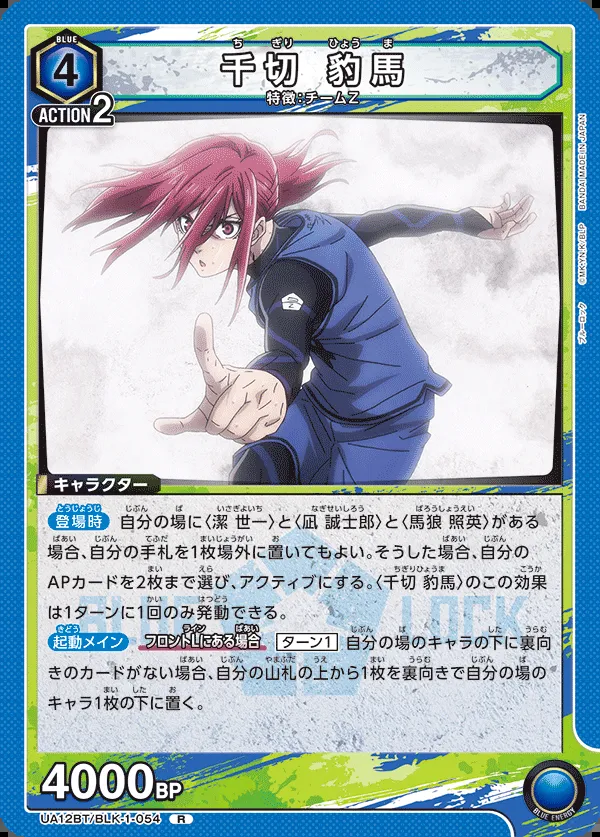 BLUE
4
ACTION 2
ちぎり ひょうま
千切 豹馬
特徴:チームZ
ブルーロック ©MK・YN,K/BLP BANDAI MADE IN JAPAN
Z
キャラクター
登場時 自分の場に〈潔 世一〉と〈凪 誠士郎〉と〈馬狼 照英〉がある
場合、自分の手札を1枚場外に置いてもよい。そうした場合、自分の
APカードを2枚まで選び、アクティブにする。〈千切 豹馬〉のこの効果
は1ターンに1回のみ発動できる。
起動メイン フロントLにある場合 ターン1 自分の場のキャラの下に裏向
きのカードがない場合、自分の山札の上から1枚を裏向きで自分の場の
キャラ1枚の下に置く。
BLUE LOCK
4000BP
UA12BT/BLK-1-054 R
BLUE ENERGY